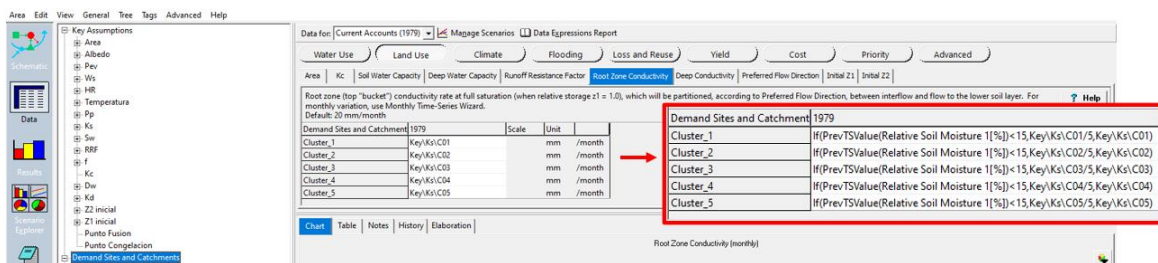 Area Edit View General Tree Tags Advanced Help
Schematic
Data
Results
Scenario Explorer
Key Assumptions
Area
Albedo
Pev
Ws
HR
Temperatura
Pp
Ks
Sw
RRF
f
Kc
Dw
Kd
Z2 inicial
Z1 inicial
Punto Fusion
Punto Congelacion
Demand Sites and Catchments
Data for: Current Accounts (1979) Manage Scenarios Data Expressions Report
Water Use Land Use Climate Flooding Loss and Reuse Yield Cost Priority Advanced
Area Kc Soil Water Capacity Deep Water Capacity Runoff Resistance Factor Root Zone Conductivity Deep Conductivity Preferred Flow Direction Initial Z1 Initial Z2
Root zone (top "bucket") conductivity rate at full saturation (when relative storage z1 = 1.0), which will be partitioned, according to Preferred Flow Direction, between interflow and flow to the lower soil layer. For
monthly variation, use Monthly Time-Series Wizard.
Default: 20 mm/month
? Help
Demand Sites and Catchment 1979 Scale Unit
Cluster_1 Key\Ks\C01 mm /month
Cluster_2 Key\Ks\C02 mm /month
Cluster_3 Key\Ks\C03 mm /month
Cluster_4 Key\Ks\C04 mm /month
Cluster_5 Key\Ks\C05 mm /month
Demand Sites and Catchment 1979
Cluster_1 If(PrevTSValue(Relative Soil Moisture 1[%])<15,Key\Ks\C01/5,Key\Ks\C01)
Cluster_2 If(PrevTSValue(Relative Soil Moisture 1[%])<15,Key\Ks\C02/5,Key\Ks\C02)
Cluster_3 If(PrevTSValue(Relative Soil Moisture 1[%])<15,Key\Ks\C03/5,Key\Ks\C03)
Cluster_4 If(PrevTSValue(Relative Soil Moisture 1[%])<15,Key\Ks\C04/5,Key\Ks\C04)
Cluster_5 If(PrevTSValue(Relative Soil Moisture 1[%])<15,Key\Ks\C05/5,Key\Ks\C05)
Chart Table Notes History Elaboration
Root Zone Conductivity (monthly)